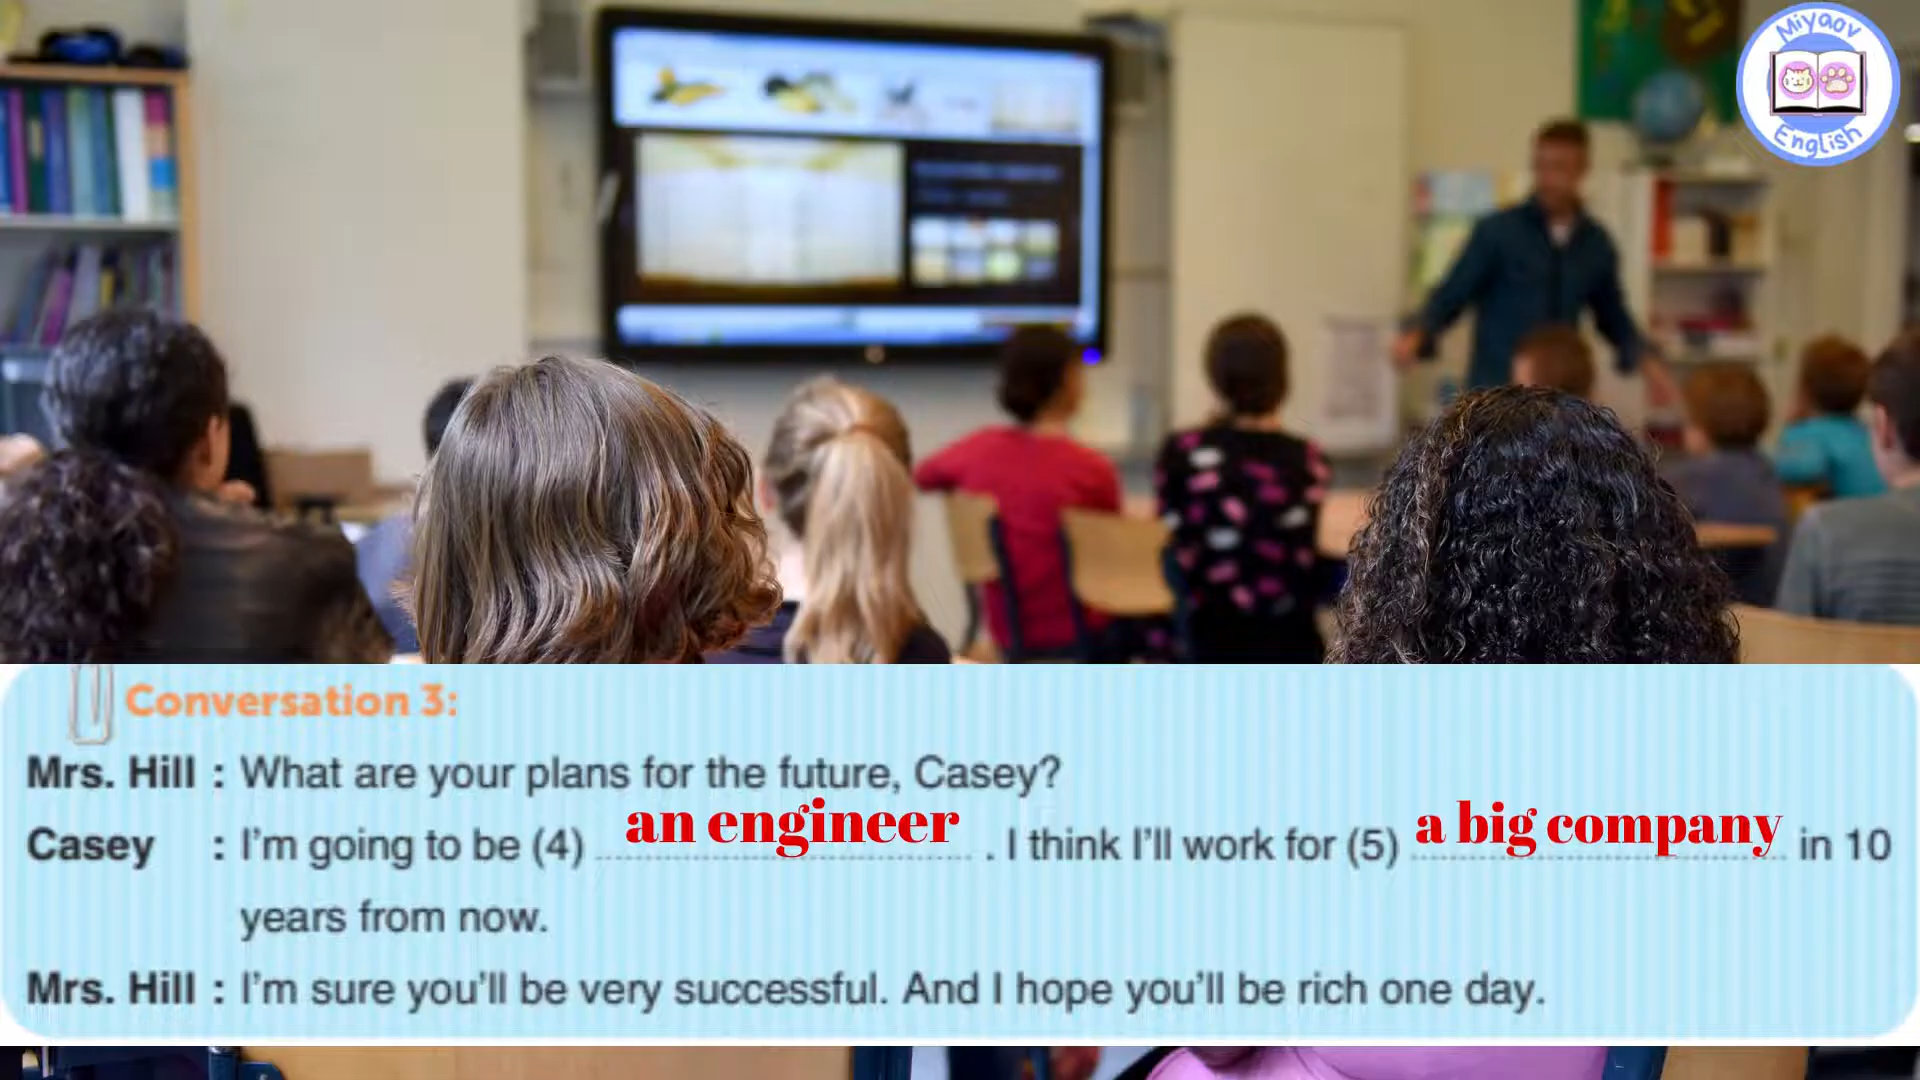 Miyaav
English
Conversation 3:
Mrs. Hill : What are your plans for the future, Casey?
Casey : I'm going to be (4) an engineer . I think I'll work for (5) a big company in 10
years from now.
Mrs. Hill : I'm sure you'll be very successful. And I hope you'll be rich one day.